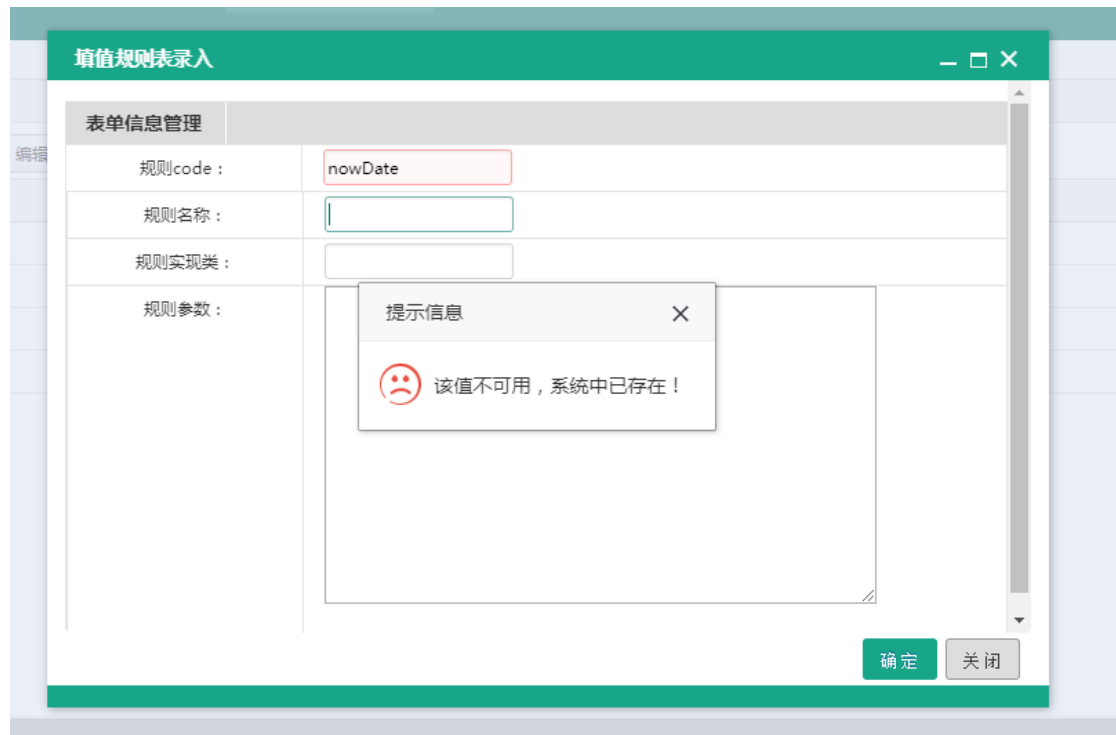 填值规则表录入
表单信息管理
编辑
规则code：
nowDate
规则名称：
规则实现类：
规则参数：
提示信息
该值不可用，系统中已存在！
确定
关闭